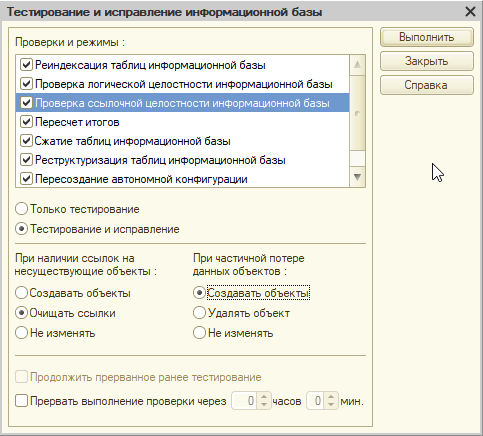 Тестирование и исправление информационной базы
Проверки и режимы :
Выполнить
Закрыть
Справка
Реиндексация таблиц информационной базы
Проверка логической целостности информационной базы
Проверка ссылочной целостности информационной базы
Пересчет итогов
Сжатие таблиц информационной базы
Реструктуризация таблиц информационной базы
Пересоздание автономной конфигурации
Только тестирование
Тестирование и исправление
При наличии ссылок на
несуществующие объекты :
Создавать объекты
Очищать ссылки
Не изменять
При частичной потере
данных объектов :
Создавать объекты
Удалять объект
Не изменять
Продолжить прерванное ранее тестирование
Прервать выполнение проверки через 0 часов 0 мин.